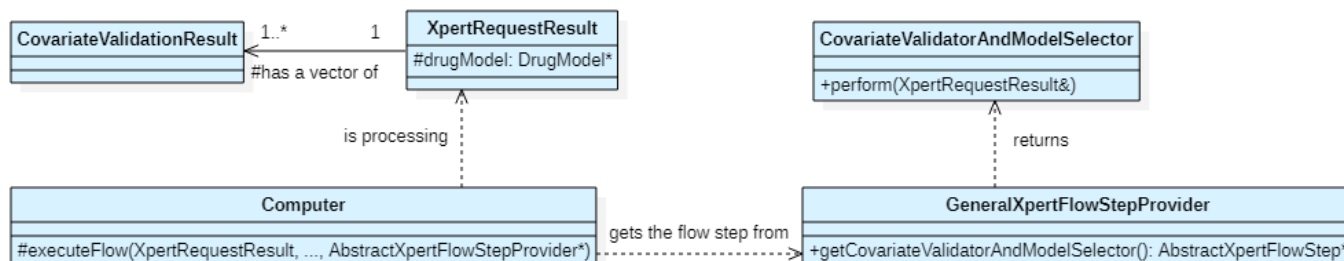 CovariateValidationResult
1..*
1
#has a vector of
XpertRequestResult
#drugModel: DrugModel*
CovariateValidatorAndModelSelector
+perform(XpertRequestResult&)
is processing
returns
Computer
#executeFlow(XpertRequestResult, ..., AbstractXpertFlowStepProvider*)
gets the flow step from
GeneralXpertFlowStepProvider
+getCovariateValidatorAndModelSelector(): AbstractXpertFlowStep*